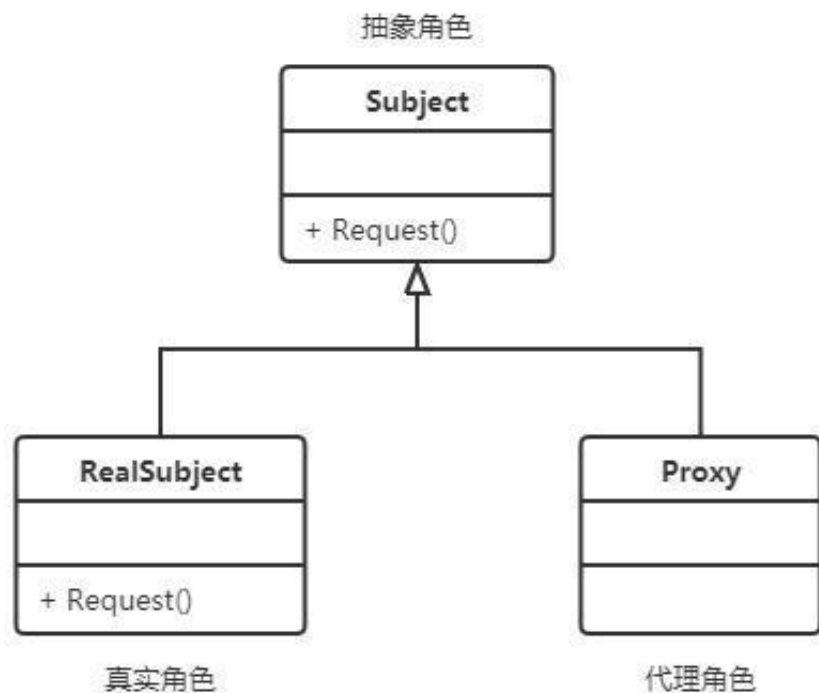 抽象角色
Subject
+ Request()
RealSubject
Proxy
+ Request()
真实角色
代理角色